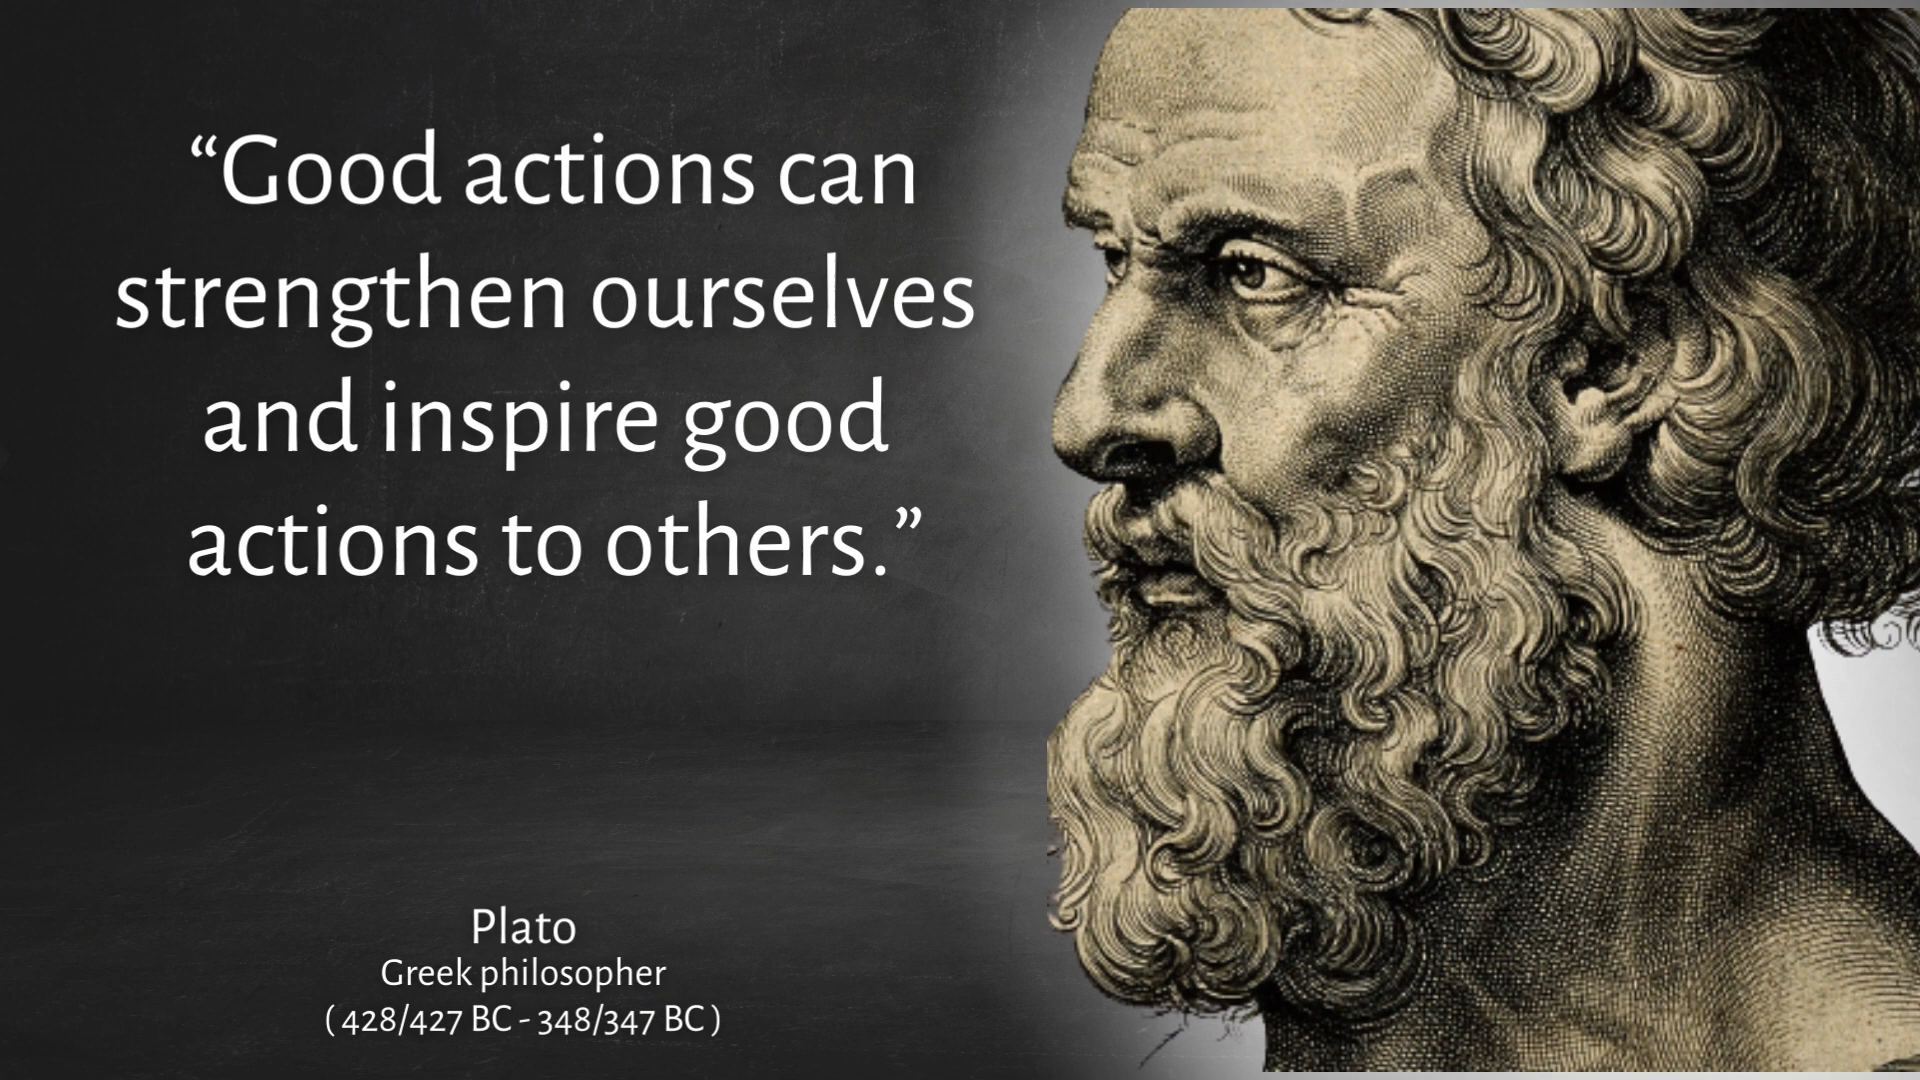 “Good actions can
strengthen ourselves
and inspire good
actions to others.”
Plato
Greek philosopher
( 428/427 BC - 348/347 BC )